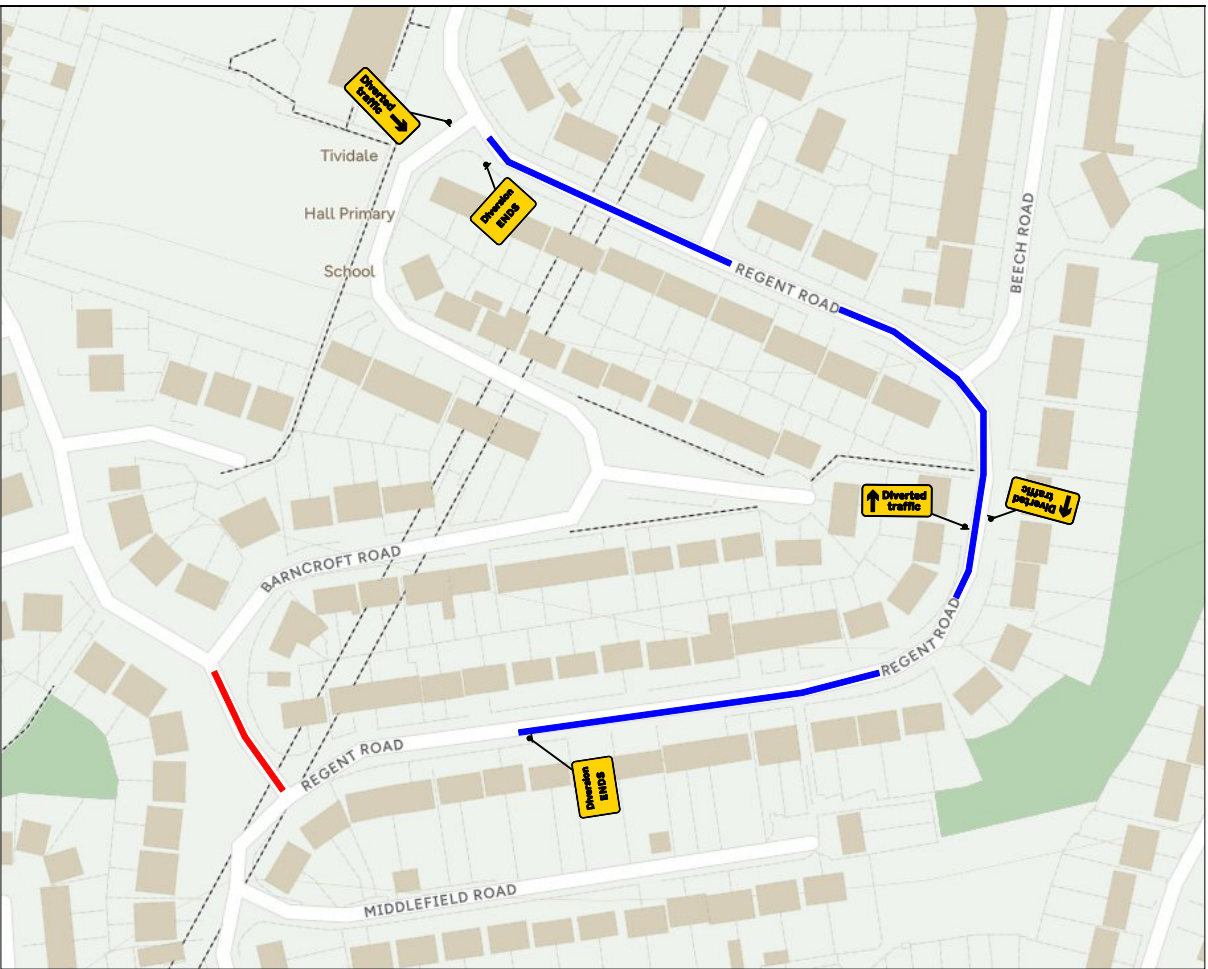 Diverted
traffic
Tividale
Hall Primary
School
Diversion
ENDS
REGENT ROAD
BEECH ROAD
Diverted
traffic
Diverted
traffic
BARNCROFT ROAD
REGENT ROAD
REGENT ROAD
Diversion
ENDS
MIDDLEFIELD ROAD